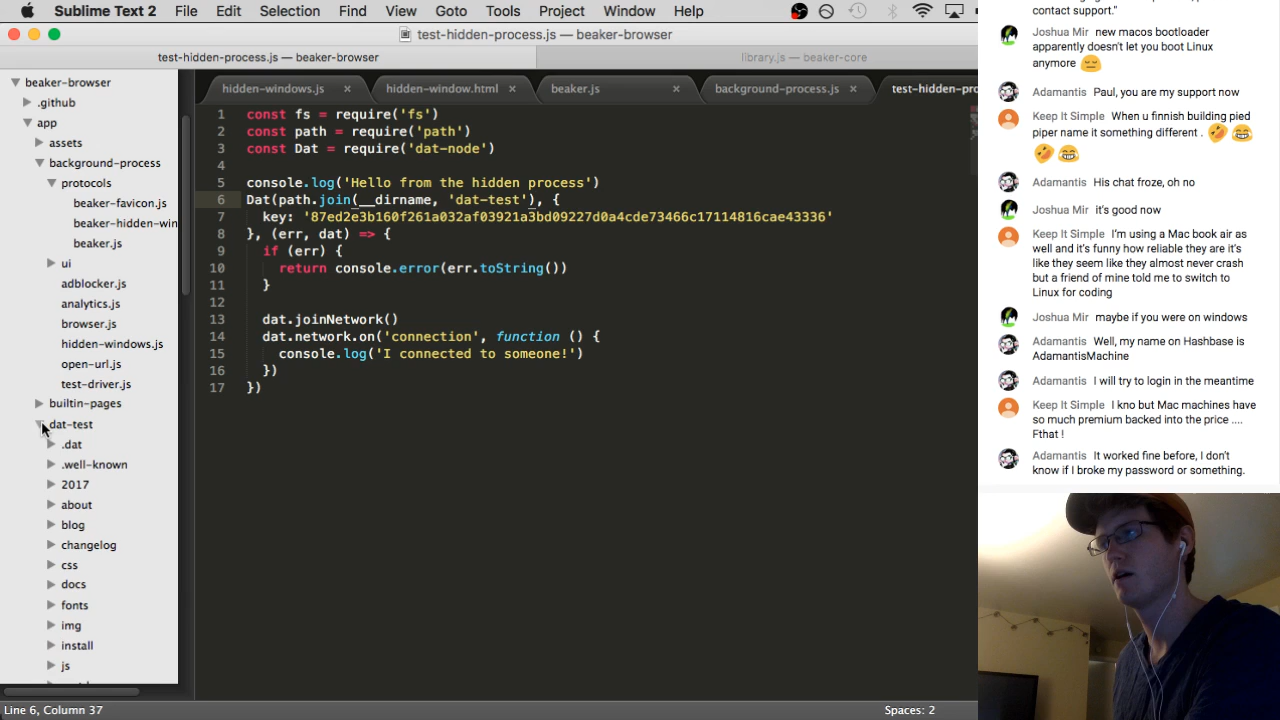 Sublime Text 2 File Edit Selection Find View Goto Tools Project Window Help
test-hidden-process.js — beaker-browser
test-hidden-process.js — beaker-browser
library.js — beaker-core
beaker-browser
.github
app
assets
background-process
protocols
beaker-favicon.js
beaker-hidden-win
beaker.js
ui
adblocker.js
analytics.js
browser.js
hidden-windows.js
open-url.js
test-driver.js
builtin-pages
dat-test
.dat
.well-known
2017
about
blog
changelog
css
docs
fonts
img
install
js
hidden-windows.js × hidden-window.html × beaker.js × background-process.js × test-hidden-pro
1 const fs = require('fs')
2 const path = require('path')
3 const Dat = require('dat-node')
4
5 console.log('Hello from the hidden process')
6 Dat(path.join(__dirname, 'dat-test'), {
7 key: '87ed2e3b160f261a032af03921a3bd09227d0a4cde73466c17114816cae43336'
8 }, (err, dat) => {
9 if (err) {
10 return console.error(err.toString())
11 }
12
13 dat.joinNetwork()
14 dat.network.on('connection', function () {
15 console.log('I connected to someone!')
16 })
17 })
Line 6, Column 37
Spaces: 2
contact support."
Joshua Mir new macos bootloader
apparently doesn't let you boot Linux
anymore 😔
Adamantis Paul, you are my support now
Keep It Simple When u finnish building pied
piper name it something different . 🤣😂
🤣😂
Adamantis His chat froze, oh no
Joshua Mir it's good now
Keep It Simple I'm using a Mac book air as
well and it's funny how reliable they are it's
like they seem like they almost never crash
but a friend of mine told me to switch to
Linux for coding
Joshua Mir maybe if you were on windows
Adamantis Well, my name on Hashbase is
AdamantisMachine
Adamantis I will try to login in the meantime
Keep It Simple I kno but Mac machines have
so much premium backed into the price ....
Fthat !
Adamantis It worked fine before, I don't
know if I broke my password or something.